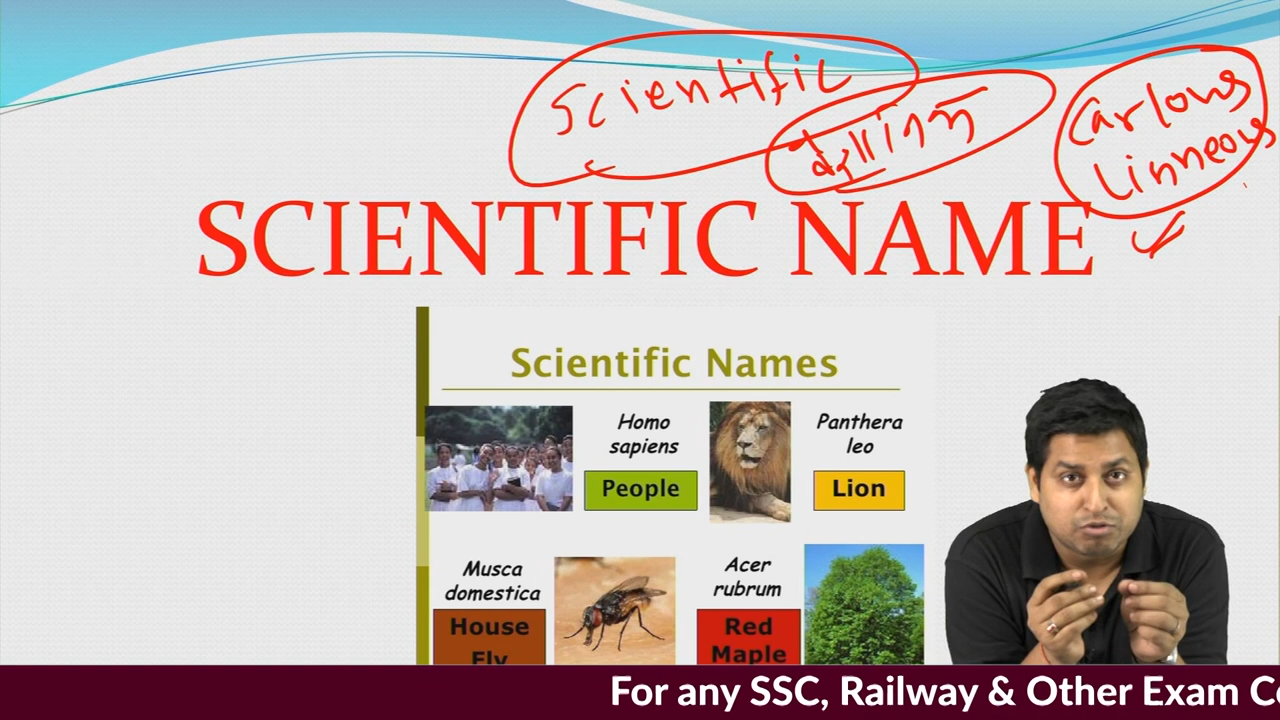 Scientific
वैज्ञानिक
Carlous
Linneous
SCIENTIFIC NAME
Scientific Names
Homo
sapiens
People
Panthera
leo
Lion
Musca
domestica
House
Fly
Acer
rubrum
Red
Maple
For any SSC, Railway & Other Exam Co